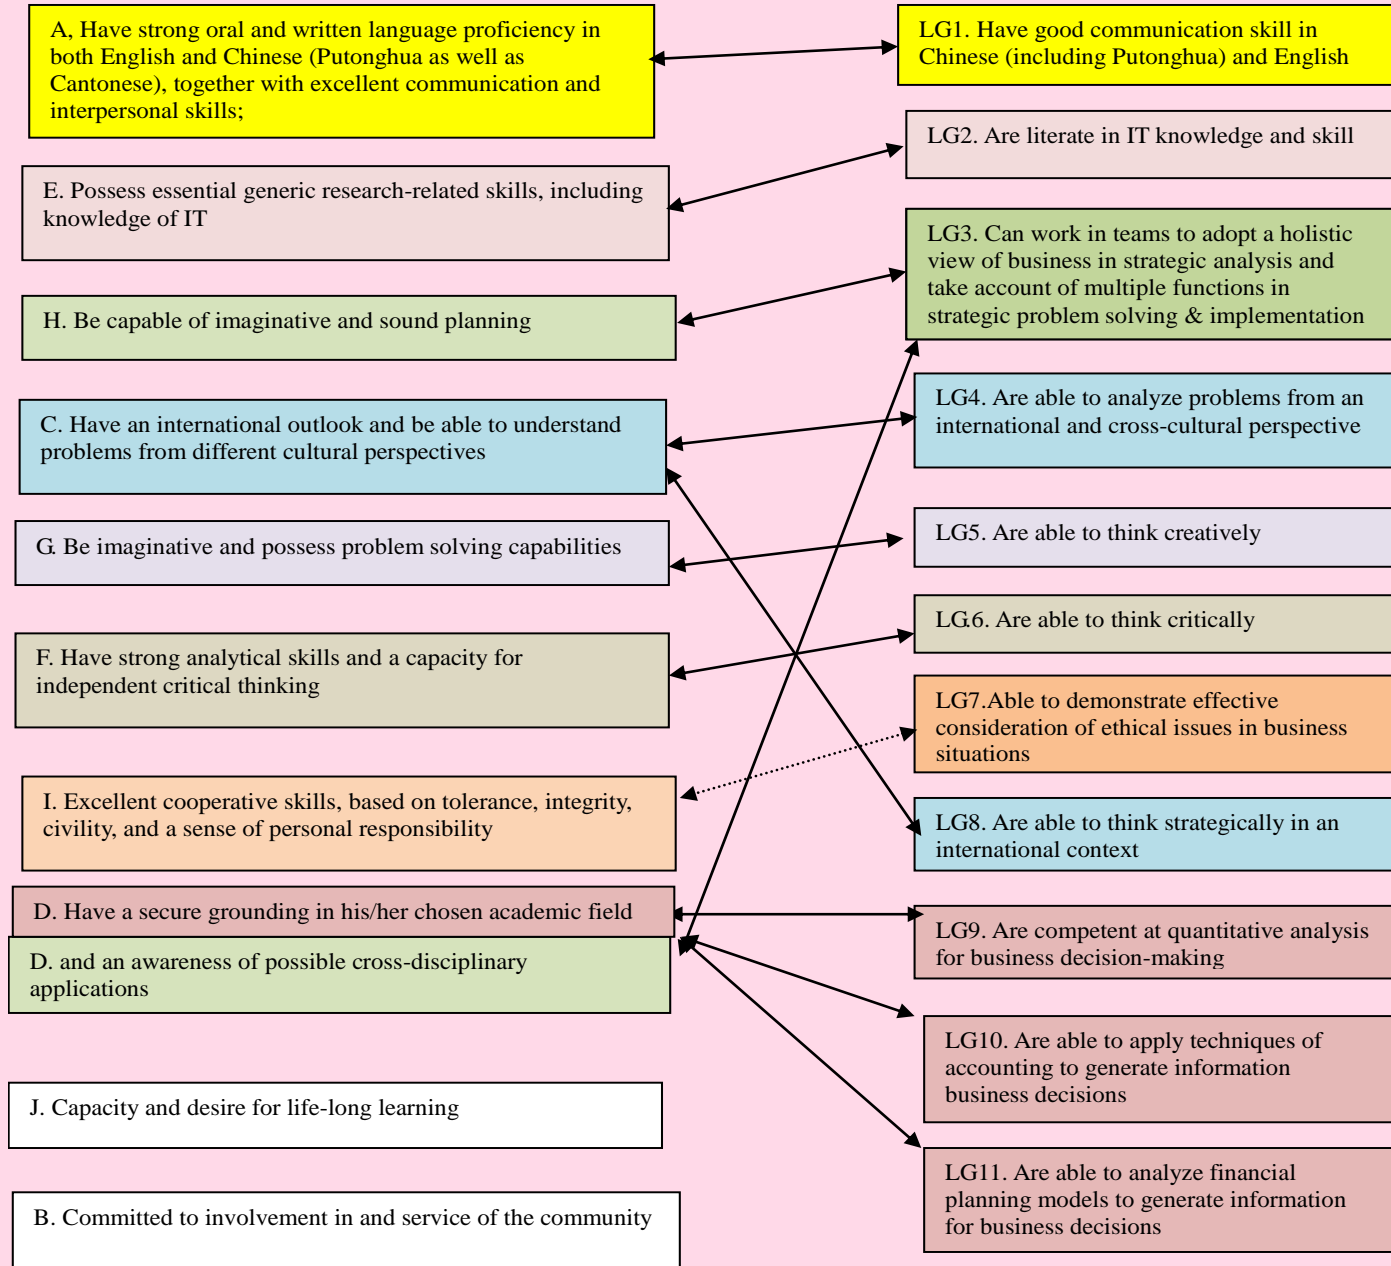 A, Have strong oral and written language proficiency in
both English and Chinese (Putonghua as well as
Cantonese), together with excellent communication and
interpersonal skills;
E. Possess essential generic research-related skills, including
knowledge of IT
H. Be capable of imaginative and sound planning
C. Have an international outlook and be able to understand
problems from different cultural perspectives
G. Be imaginative and possess problem solving capabilities
F. Have strong analytical skills and a capacity for
independent critical thinking
I. Excellent cooperative skills, based on tolerance, integrity,
civility, and a sense of personal responsibility
D. Have a secure grounding in his/her chosen academic field
D. and an awareness of possible cross-disciplinary
applications
J. Capacity and desire for life-long learning
B. Committed to involvement in and service of the community
LG1. Have good communication skill in
Chinese (including Putonghua) and English
LG2. Are literate in IT knowledge and skill
LG3. Can work in teams to adopt a holistic
view of business in strategic analysis and
take account of multiple functions in
strategic problem solving & implementation
LG4. Are able to analyze problems from an
international and cross-cultural perspective
LG5. Are able to think creatively
LG.6. Are able to think critically
LG7.Able to demonstrate effective
consideration of ethical issues in business
situations
LG8. Are able to think strategically in an
international context
LG9. Are competent at quantitative analysis
for business decision-making
LG10. Are able to apply techniques of
accounting to generate information
business decisions
LG11. Are able to analyze financial
planning models to generate information
for business decisions